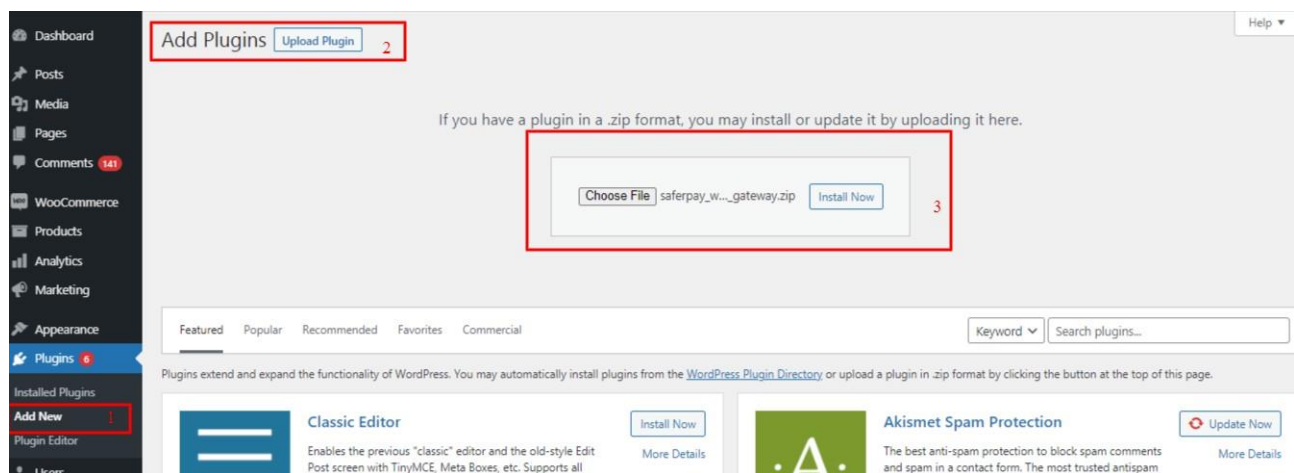 Dashboard
Posts
Media
Pages
Comments 141
WooCommerce
Products
Analytics
Marketing
Appearance
Plugins 6
Installed Plugins
Add New 1
Plugin Editor
Users
Help ▼
Add Plugins Upload Plugin 2
If you have a plugin in a .zip format, you may install or update it by uploading it here.
Choose File saferpay_w..._gateway.zip Install Now 3
Featured Popular Recommended Favorites Commercial Keyword Search plugins...
Plugins extend and expand the functionality of WordPress. You may automatically install plugins from the WordPress Plugin Directory or upload a plugin in .zip format by clicking the button at the top of this page.
Classic Editor Install Now
Enables the previous "classic" editor and the old-style Edit More Details
Post screen with TinyMCE, Meta Boxes, etc. Supports all
.A.
Akismet Spam Protection Update Now
The best anti-spam protection to block spam comments More Details
and spam in a contact form. The most trusted antispam